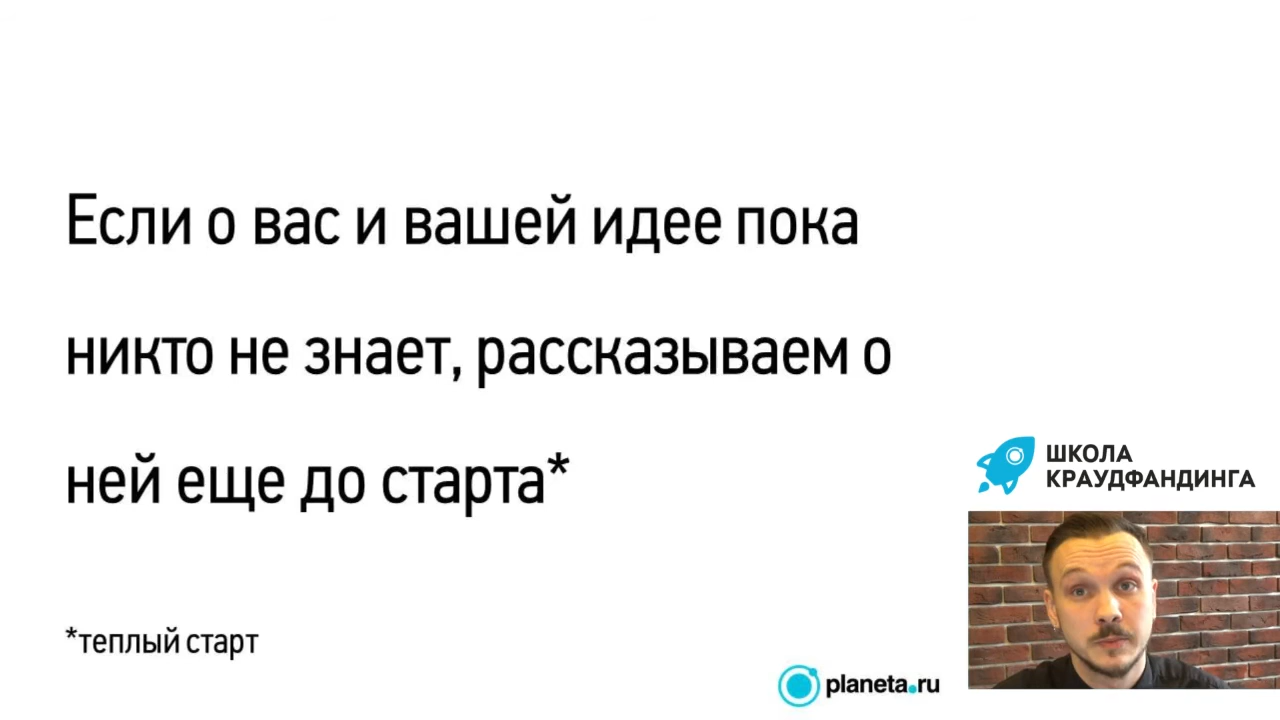 Если о вас и вашей идее пока
никто не знает, рассказываем о
ней еще до старта*
ШКОЛА
КРАУДФАНДИНГА
*теплый старт
planeta.ru